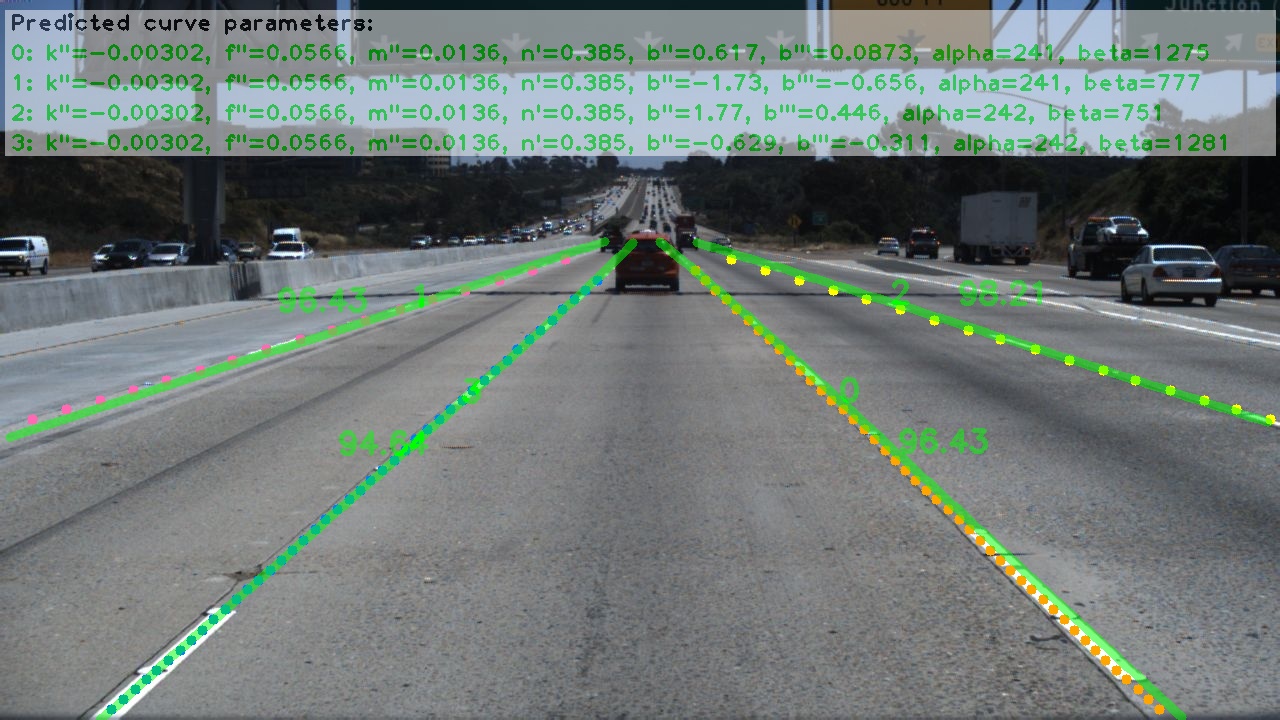 600 FT
Junction
Predicted curve parameters:
0: k''=-0.00302, f''=0.0566, m''=0.0136, n'=0.385, b''=0.617, b'''=0.0873, alpha=241, beta=1275
1: k''=-0.00302, f''=0.0566, m''=0.0136, n'=0.385, b''=-1.73, b'''=-0.656, alpha=241, beta=777
2: k''=-0.00302, f''=0.0566, m''=0.0136, n'=0.385, b''=1.77, b'''=0.446, alpha=242, beta=751
3: k''=-0.00302, f''=0.0566, m''=0.0136, n'=0.385, b''=-0.629, b'''=-0.311, alpha=242, beta=1281
96.43 1 2 98.21
0
94.64 96.43